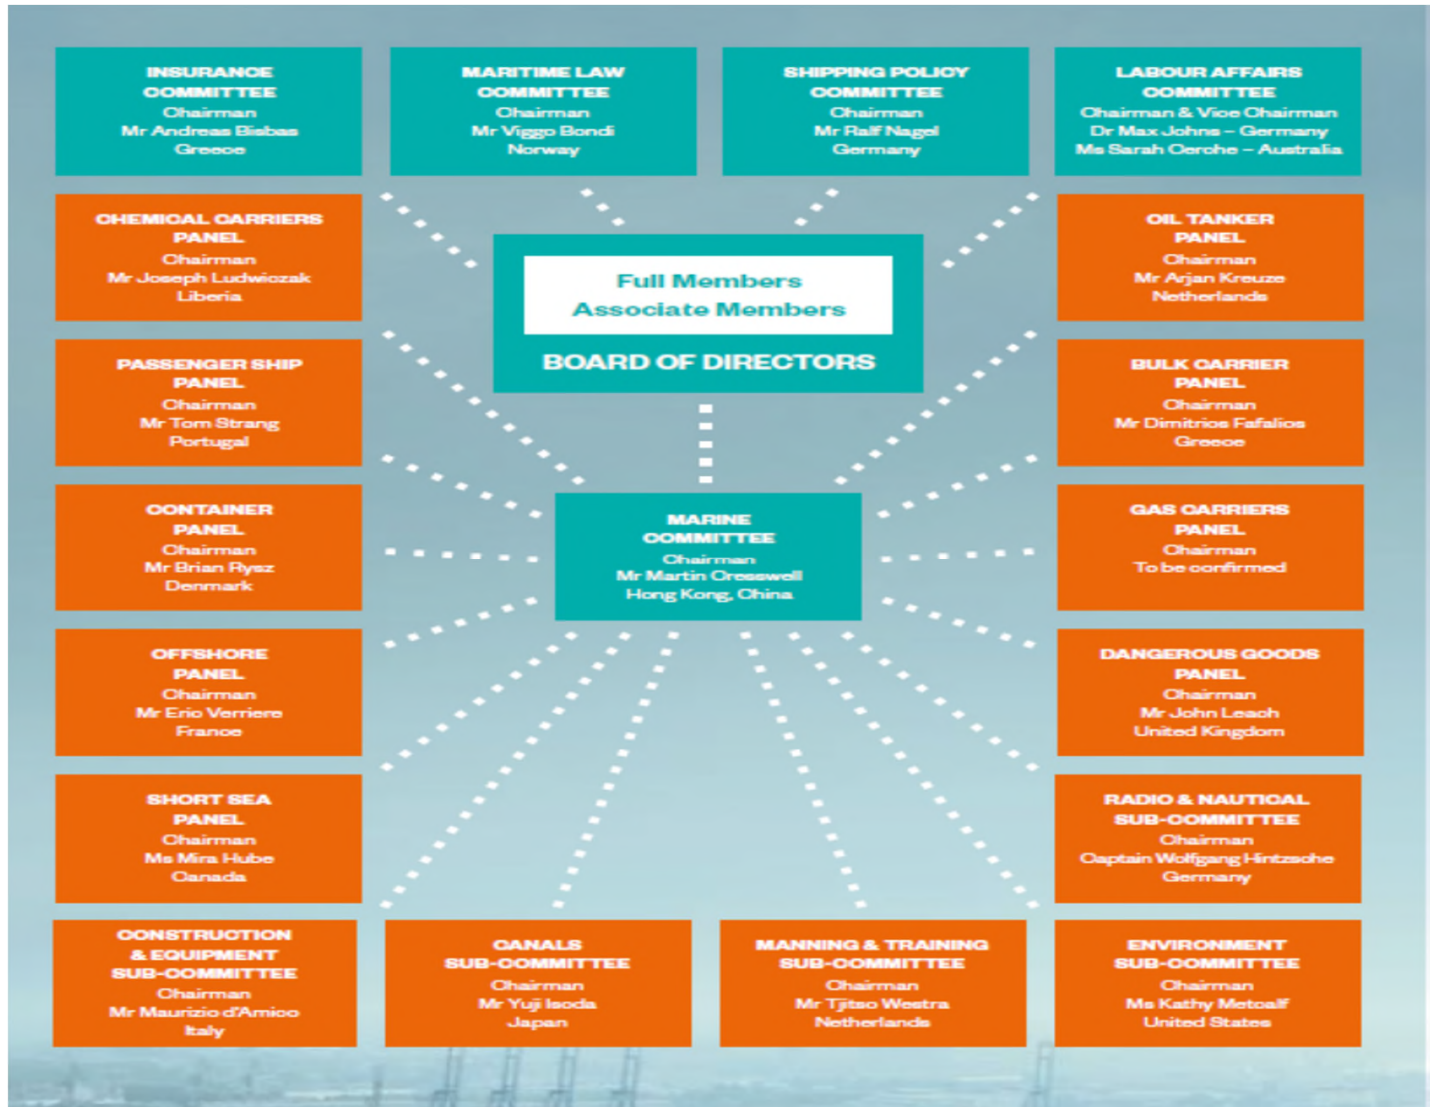 INSURANCE
COMMITTEE
Chairman
Mr Andreas Bisbas
Greece
MARITIME LAW
COMMITTEE
Chairman
Mr Viggo Bondi
Norway
SHIPPING POLICY
COMMITTEE
Chairman
Mr Ralf Nagel
Germany
LABOUR AFFAIRS
COMMITTEE
Chairman & Vice Chairman
Dr Max Johns – Germany
Ms Sarah Cerche – Australia
CHEMICAL CARRIERS
PANEL
Chairman
Mr Joseph Ludwiczak
Liberia
Full Members
Associate Members
BOARD OF DIRECTORS
OIL TANKER
PANEL
Chairman
Mr Arjan Kreuze
Netherlands
PASSENGER SHIP
PANEL
Chairman
Mr Tom Strang
Portugal
BULK CARRIER
PANEL
Chairman
Mr Dimitrios Fafalios
Greece
CONTAINER
PANEL
Chairman
Mr Brian Rysz
Denmark
MARINE
COMMITTEE
Chairman
Mr Martin Cresswell
Hong Kong, China
GAS CARRIERS
PANEL
Chairman
To be confirmed
OFFSHORE
PANEL
Chairman
Mr Eric Verriere
France
DANGEROUS GOODS
PANEL
Chairman
Mr John Leach
United Kingdom
SHORT SEA
PANEL
Chairman
Ms Mira Hube
Canada
RADIO & NAUTICAL
SUB-COMMITTEE
Chairman
Captain Wolfgang Hintzsche
Germany
CONSTRUCTION
& EQUIPMENT
SUB-COMMITTEE
Chairman
Mr Maurizio d'Amico
Italy
CANALS
SUB-COMMITTEE
Chairman
Mr Yuji Isoda
Japan
MANNING & TRAINING
SUB-COMMITTEE
Chairman
Mr Tjitso Westra
Netherlands
ENVIRONMENT
SUB-COMMITTEE
Chairman
Ms Kathy Metcalf
United States